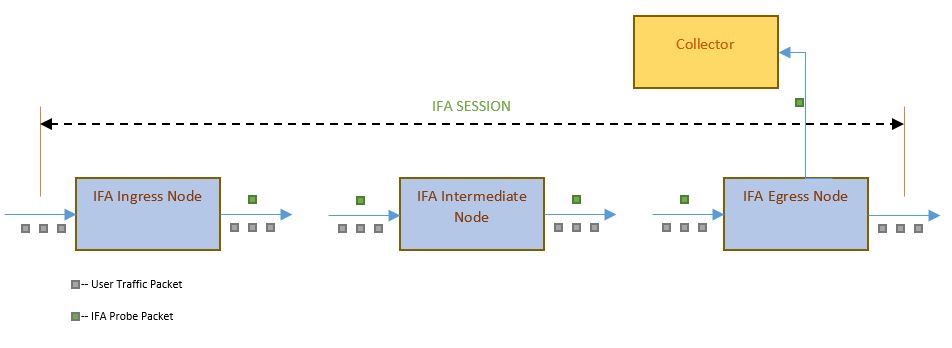 Collector
IFA SESSION
IFA Ingress Node
IFA Intermediate
Node
IFA Egress Node
-- User Traffic Packet
-- IFA Probe Packet